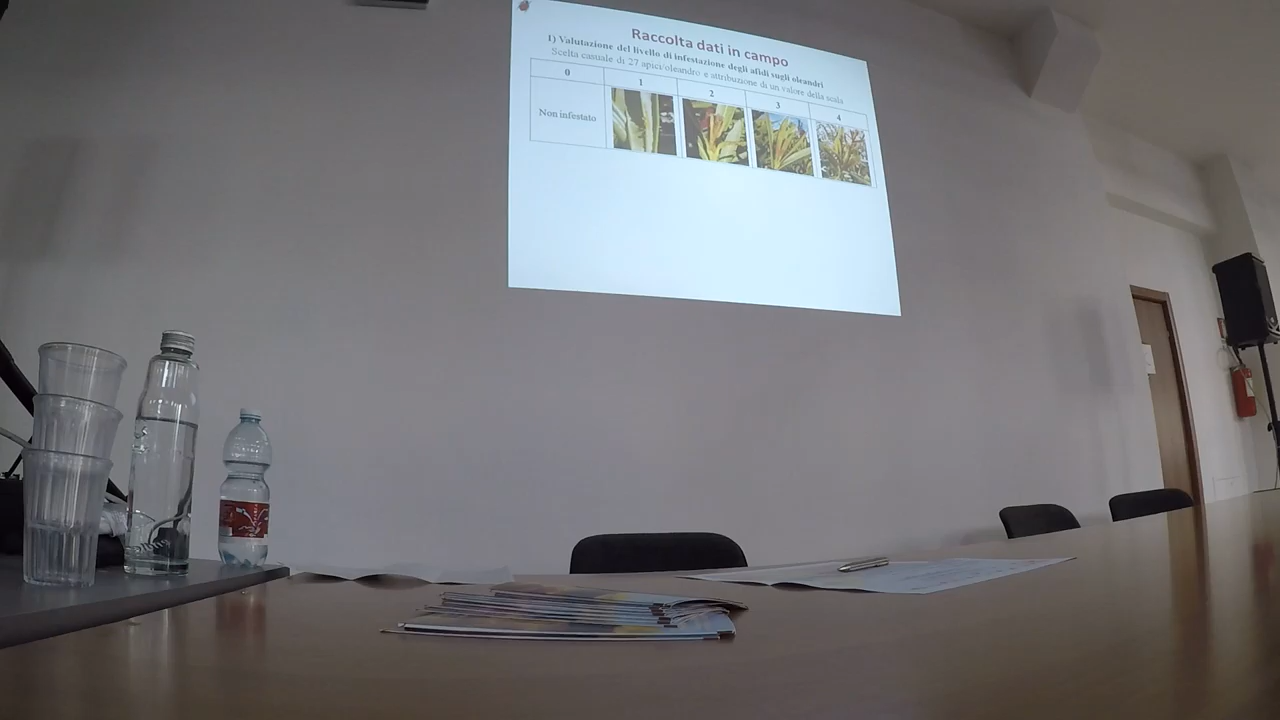 Raccolta dati in campo
1) Valutazione del livello di infestazione degli afidi sugli oleandri
Scelta casuale di 27 apici/oleandro e attribuzione di un valore della scala
0 1 2 3 4
Non infestato